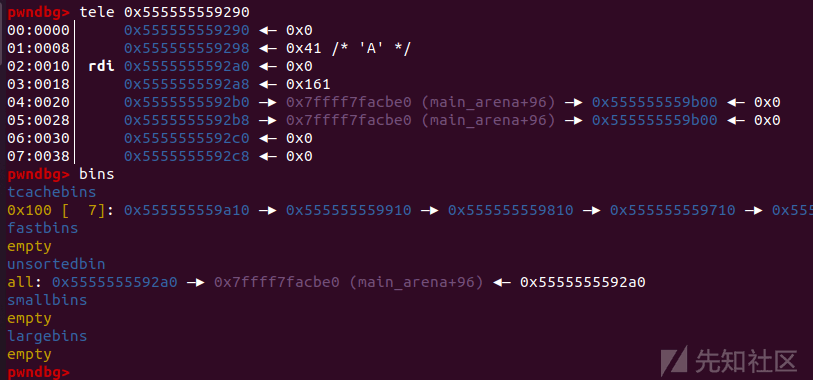 pwndbg> tele 0x555555559290
00:0000│      0x555555559290 ◂— 0x0
01:0008│      0x555555559298 ◂— 0x41 /* 'A' */
02:0010│ rdi  0x5555555592a0 ◂— 0x0
03:0018│      0x5555555592a8 ◂— 0x161
04:0020│      0x5555555592b0 —▸ 0x7ffff7facbe0 (main_arena+96) —▸ 0x555555559b00 ◂— 0x0
05:0028│      0x5555555592b8 —▸ 0x7ffff7facbe0 (main_arena+96) —▸ 0x555555559b00 ◂— 0x0
06:0030│      0x5555555592c0 ◂— 0x0
07:0038│      0x5555555592c8 ◂— 0x0
pwndbg> bins
tcachebins
0x100 [  7]: 0x555555559a10 —▸ 0x555555559910 —▸ 0x555555559810 —▸ 0x555555559710 —▸ 0x555
fastbins
empty
unsortedbin
all: 0x5555555592a0 —▸ 0x7ffff7facbe0 (main_arena+96) ◂— 0x5555555592a0
smallbins
empty
largebins
empty
pwndbg>
先知社区